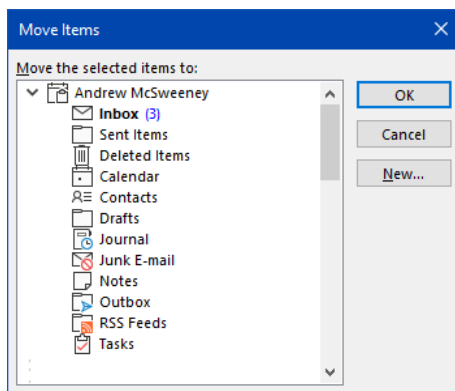 Move Items
Move the selected items to:
Andrew McSweeney
Inbox (3)
Sent Items
Deleted Items
Calendar
Contacts
Drafts
Journal
Junk E-mail
Notes
Outbox
RSS Feeds
Tasks
OK
Cancel
New...